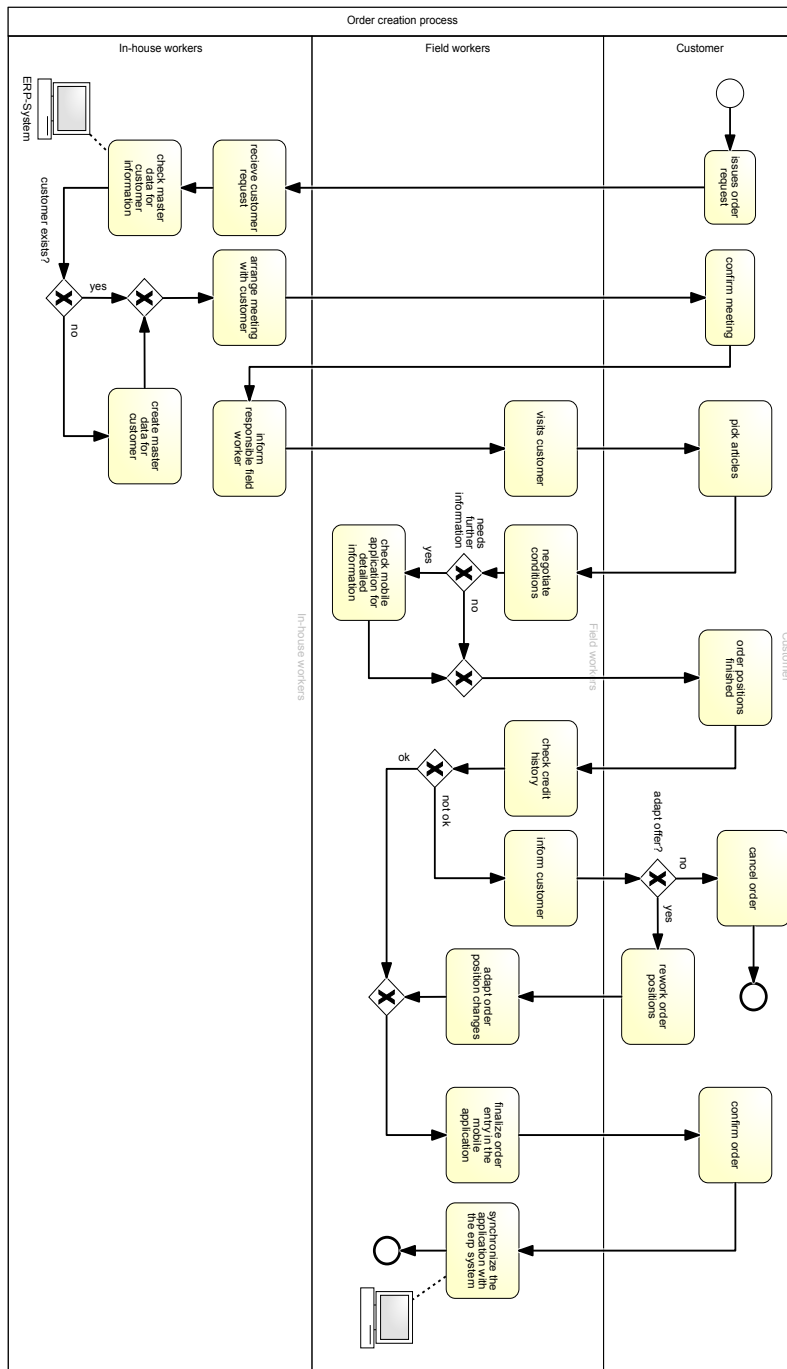 Order creation process
In-house workers
Field workers
Customer
ERP-System
issues order
request
recieve customer
request
check master
data for
customer
information
customer exists?
yes
no
arrange meeting
with customer
confirm meeting
create master
data for
customer
inform
responsible field
worker
visits customer
pick articles
negotiate
conditions
needs
further
information
yes
no
check mobile
application for
detailed
information
In-house workers
Field workers
Customer
order positions
finished
check credit
history
ok
not ok
inform customer
adapt offer?
no
yes
cancel order
rework order
positions
adapt order
position changes
finalize order
entry in the
mobile
application
confirm order
synchronize the
application with
the erp system